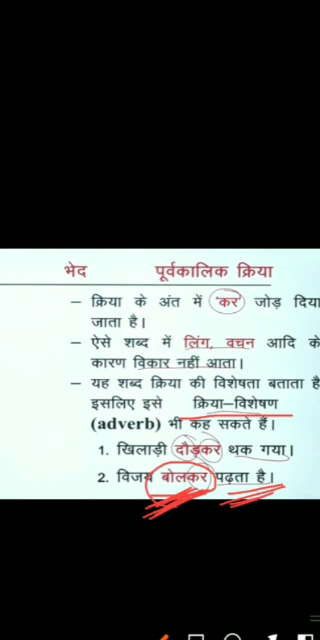 भेद पूर्वकालिक क्रिया
– क्रिया के अंत में 'कर' जोड़ दिया
जाता है।
– ऐसे शब्द में लिंग, वचन आदि के
कारण विकार नहीं आता।
– यह शब्द क्रिया की विशेषता बताता है
इसलिए इसे क्रिया–विशेषण
(adverb) भी कह सकते हैं।
1. खिलाड़ी दौड़कर थक गया।
2. विजय बोलकर पढ़ता है।